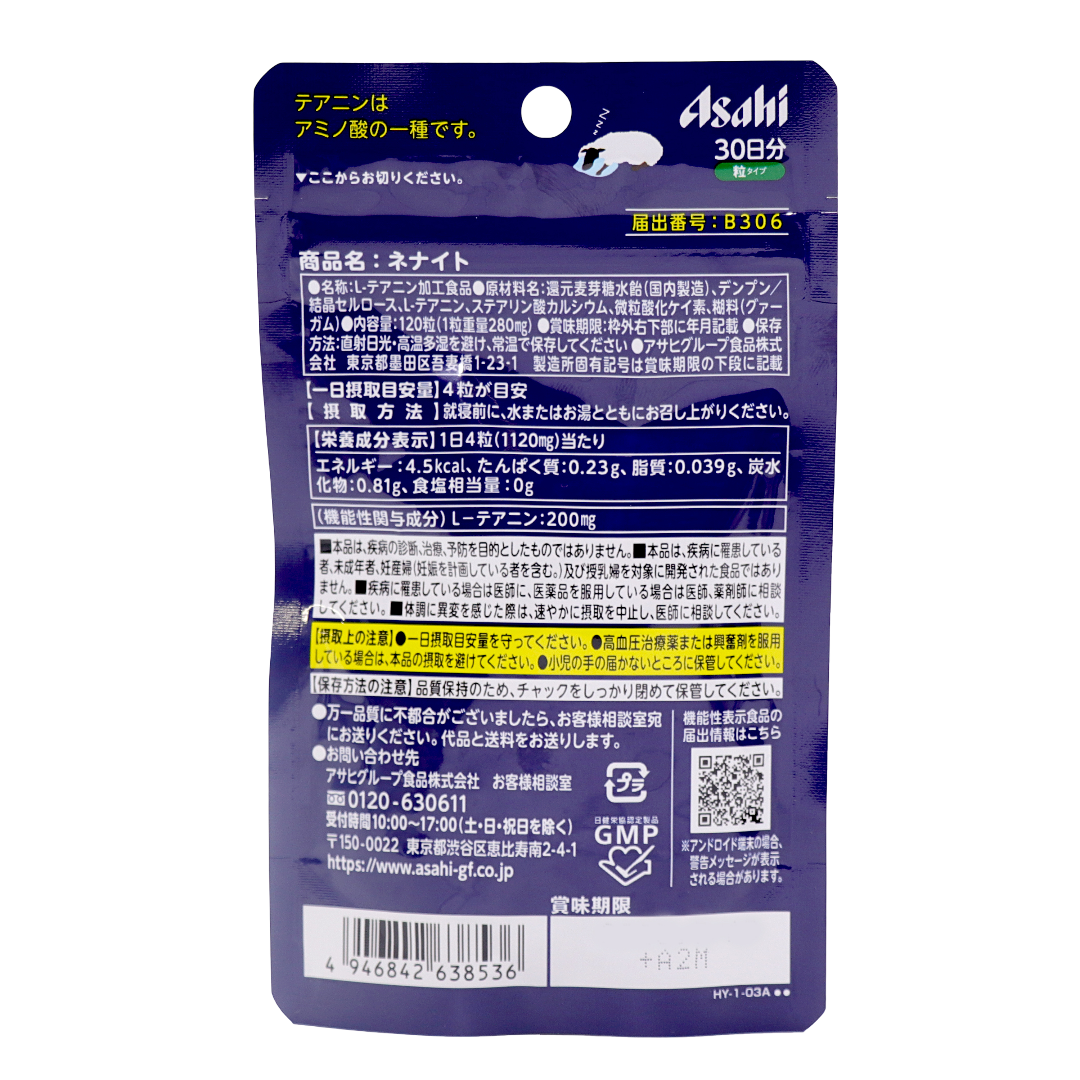 テアニンは
アミノ酸の一種です。
▼ここからお切りください。
zzz
Asahi
30日分
粒タイプ
届出番号：B306
商品名：ネナイト
●名称：L-テアニン加工食品●原材料名：還元麦芽糖水飴(国内製造)、デンプン/
結晶セルロース、L-テアニン、ステアリン酸カルシウム、微粒酸化ケイ素、糊料(グァー
ガム)●内容量：120粒(1粒重量280mg)●賞味期限：枠外右下部に年月記載●保存
方法：直射日光・高温多湿を避け、常温で保存してください●アサヒグループ食品株式
会社 東京都墨田区吾妻橋1-23-1 製造所固有記号は賞味期限の下段に記載
【一日摂取目安量】4粒が目安
【摂取方法】就寝前に、水またはお湯とともにお召し上がりください。
【栄養成分表示】1日4粒(1120mg)当たり
エネルギー：4.5kcal、たんぱく質：0.23g、脂質：0.039g、炭水
化物：0.81g、食塩相当量：0g
(機能性関与成分) L-テアニン：200mg
■本品は、疾病の診断、治療、予防を目的としたものではありません。■本品は、疾病に罹患している
者、未成年者、妊産婦(妊娠を計画している者を含む。)及び授乳婦を対象に開発された食品ではあり
ません。■疾病に罹患している場合は医師に、医薬品を服用している場合は医師、薬剤師に相談
してください。■体調に異変を感じた際は、速やかに摂取を中止し、医師に相談してください。
【摂取上の注意】●一日摂取目安量を守ってください。●高血圧治療薬または興奮剤を服用
している場合は、本品の摂取を避けてください。●小児の手の届かないところに保管してください。
【保存方法の注意】品質保持のため、チャックをしっかり閉めて保管してください。
●万一品質に不都合がございましたら、お客様相談室宛
にお送りください。代品と送料をお送りします。
●お問い合わせ先
アサヒグループ食品株式会社 お客様相談室
0120-630611
受付時間10:00～17:00(土・日・祝日を除く)
〒150-0022 東京都渋谷区恵比寿南2-4-1
https://www.asahi-gf.co.jp
プラ
日健栄協認定製品
GMP
機能性表示食品の
届出情報はこちら
※アンドロイド端末の場合、
警告メッセージが表示
される場合があります。
賞味期限
4 946842 638536
+A2M
HY-1-03A●●